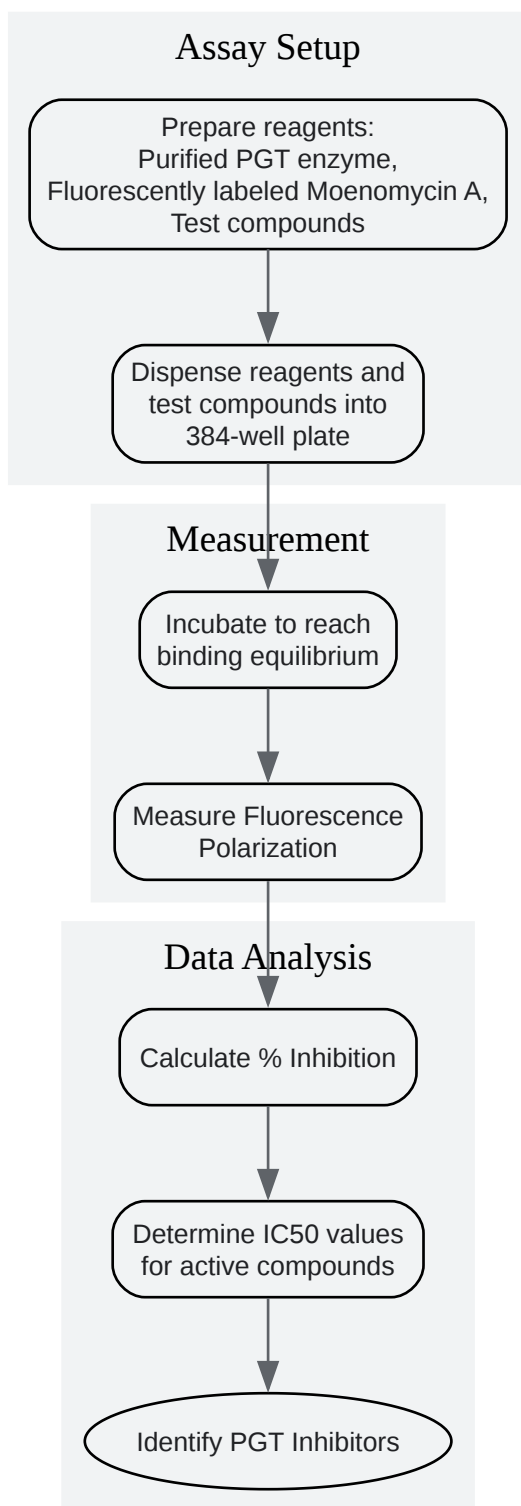 Assay Setup
Prepare reagents:
Purified PGT enzyme,
Fluorescently labeled Moenomycin A,
Test compounds
Dispense reagents and
test compounds into
384-well plate
Measurement
Incubate to reach
binding equilibrium
Measure Fluorescence
Polarization
Data Analysis
Calculate % Inhibition
Determine IC50 values
for active compounds
Identify PGT Inhibitors